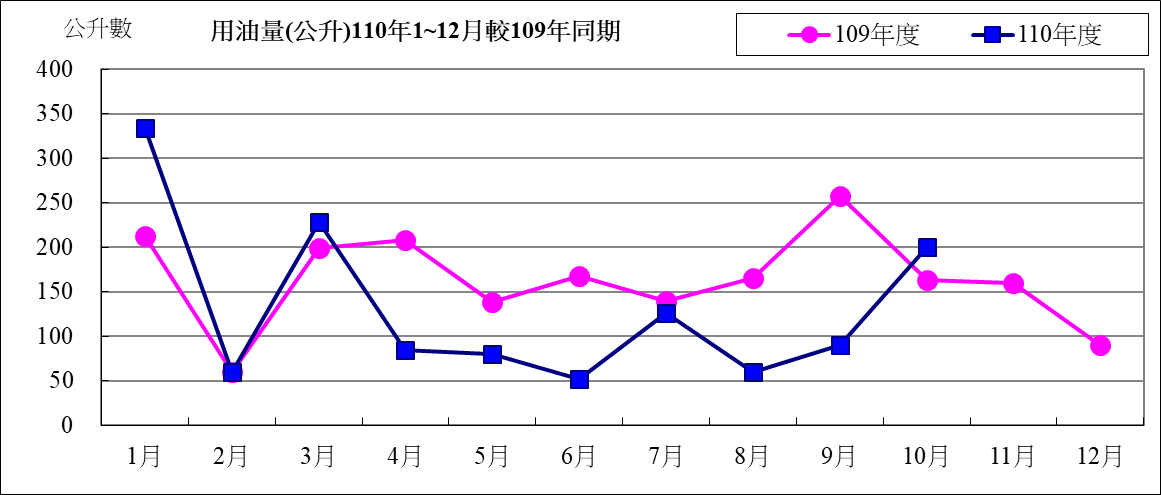 公升數
用油量(公升)110年1~12月較109年同期
109年度
110年度
400
350
300
250
200
150
100
50
0
1月
2月
3月
4月
5月
6月
7月
8月
9月
10月
11月
12月